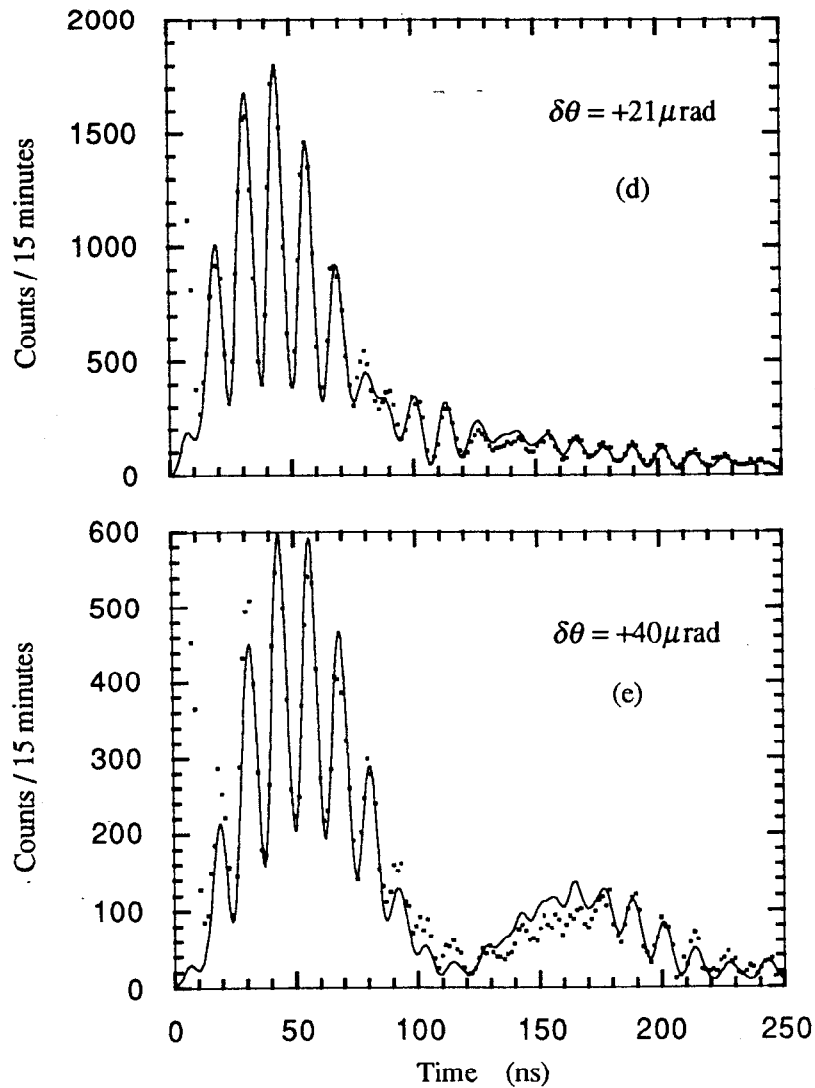 2000
1500
1000
500
0
Counts / 15 minutes
δθ = +21μrad
(d)
600
500
400
300
200
100
0
Counts / 15 minutes
δθ = +40μrad
(e)
0 50 100 150 200 250
Time (ns)